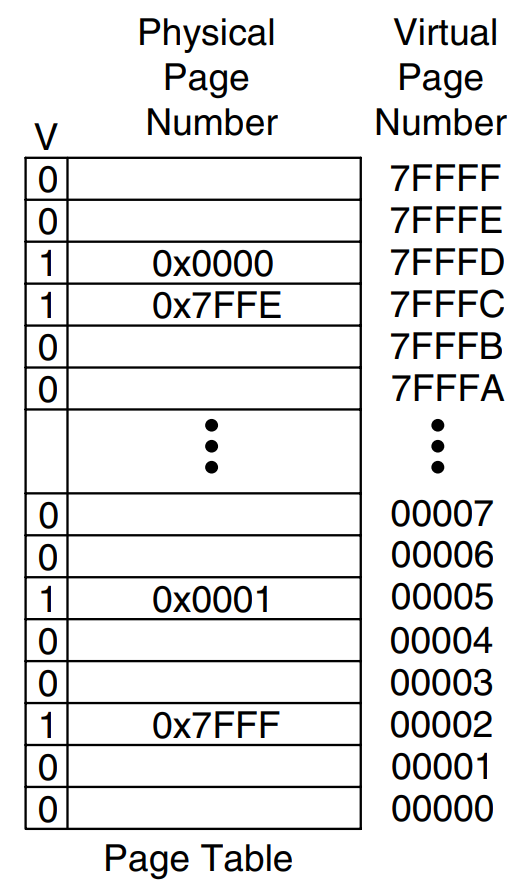 Physical Page Number Virtual Page Number
V
0 7FFFF
0 7FFFE
1 0x0000 7FFFD
1 0x7FFE 7FFFC
0 7FFFB
0 7FFFA
0 00007
0 00006
1 0x0001 00005
0 00004
0 00003
1 0x7FFF 00002
0 00001
0 00000
Page Table